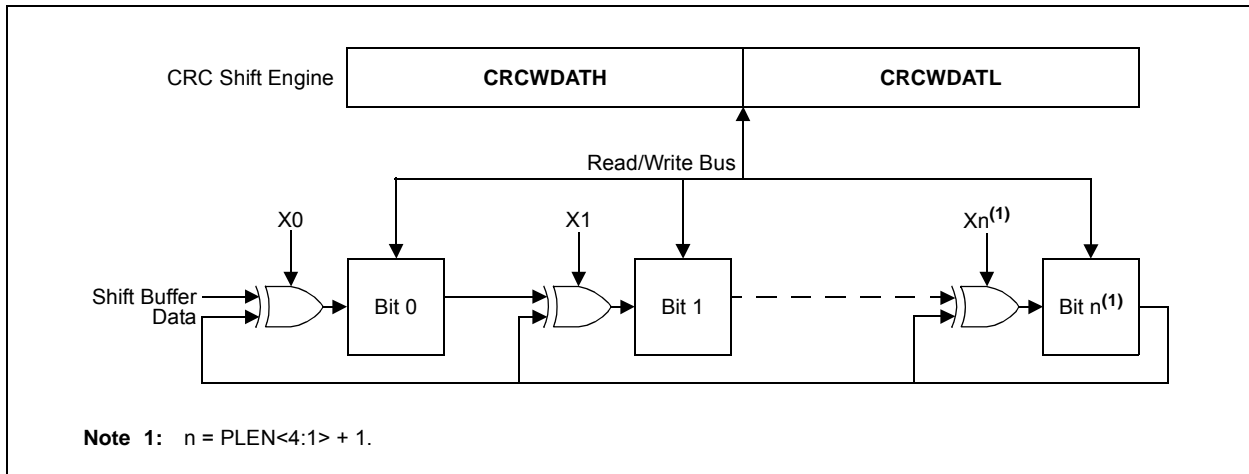 CRC Shift Engine CRCWDATH CRCWDATL
Read/Write Bus
X0 X1 Xn(1)
Shift Buffer
Data
Bit 0 Bit 1 Bit n(1)
Note 1: n = PLEN<4:1> + 1.